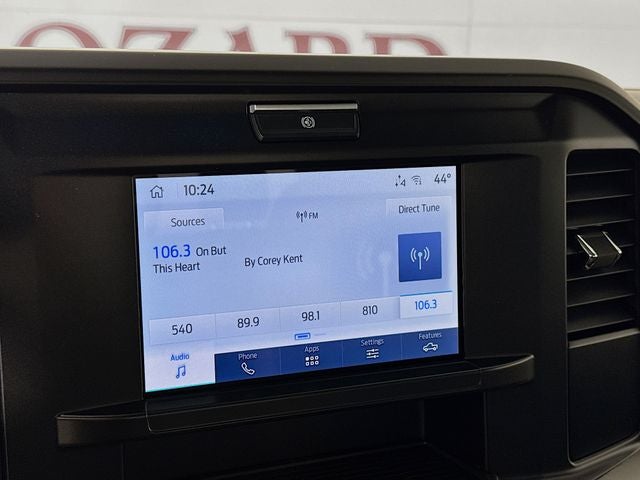 OZARD
10:24
44°
Sources
FM
Direct Tune
106.3 On But
This Heart
By Corey Kent
540
89.9
98.1
810
106.3
Audio
Phone
Apps
Settings
Features